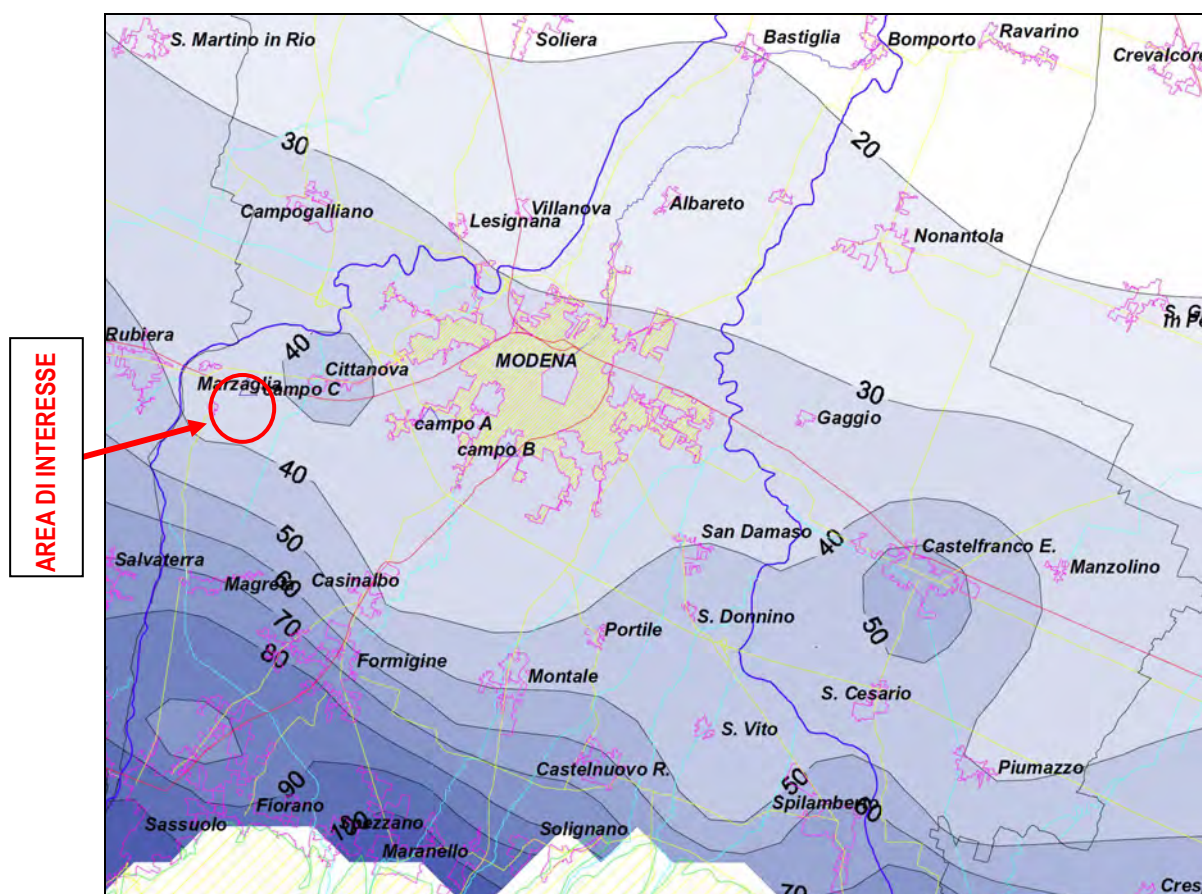 S. Martino in Rio
Soliera
Bastiglia
Bomporto
Ravarino
Crevalcore
30
20
Campogalliano
Lesignana
Villanova
Albareto
Nonantola
Rubiera
40
Cittanova
MODENA
Marzaglia
campo C
AREA DI INTERESSE
30
campo A
Gaggio
campo B
40
50
San Damaso
40
Castelfranco E.
Manzolino
Salvaterra
Magreta
Casinalbo
60
S. Donnino
70
Portile
50
80
Formigine
Montale
S. Cesario
S. Vito
Castelnuovo R.
Piumazzo
90
50
60
Fiorano
Spilamberto
Sassuolo
100
Spezzano
Solignano
Maranello
70
Cres